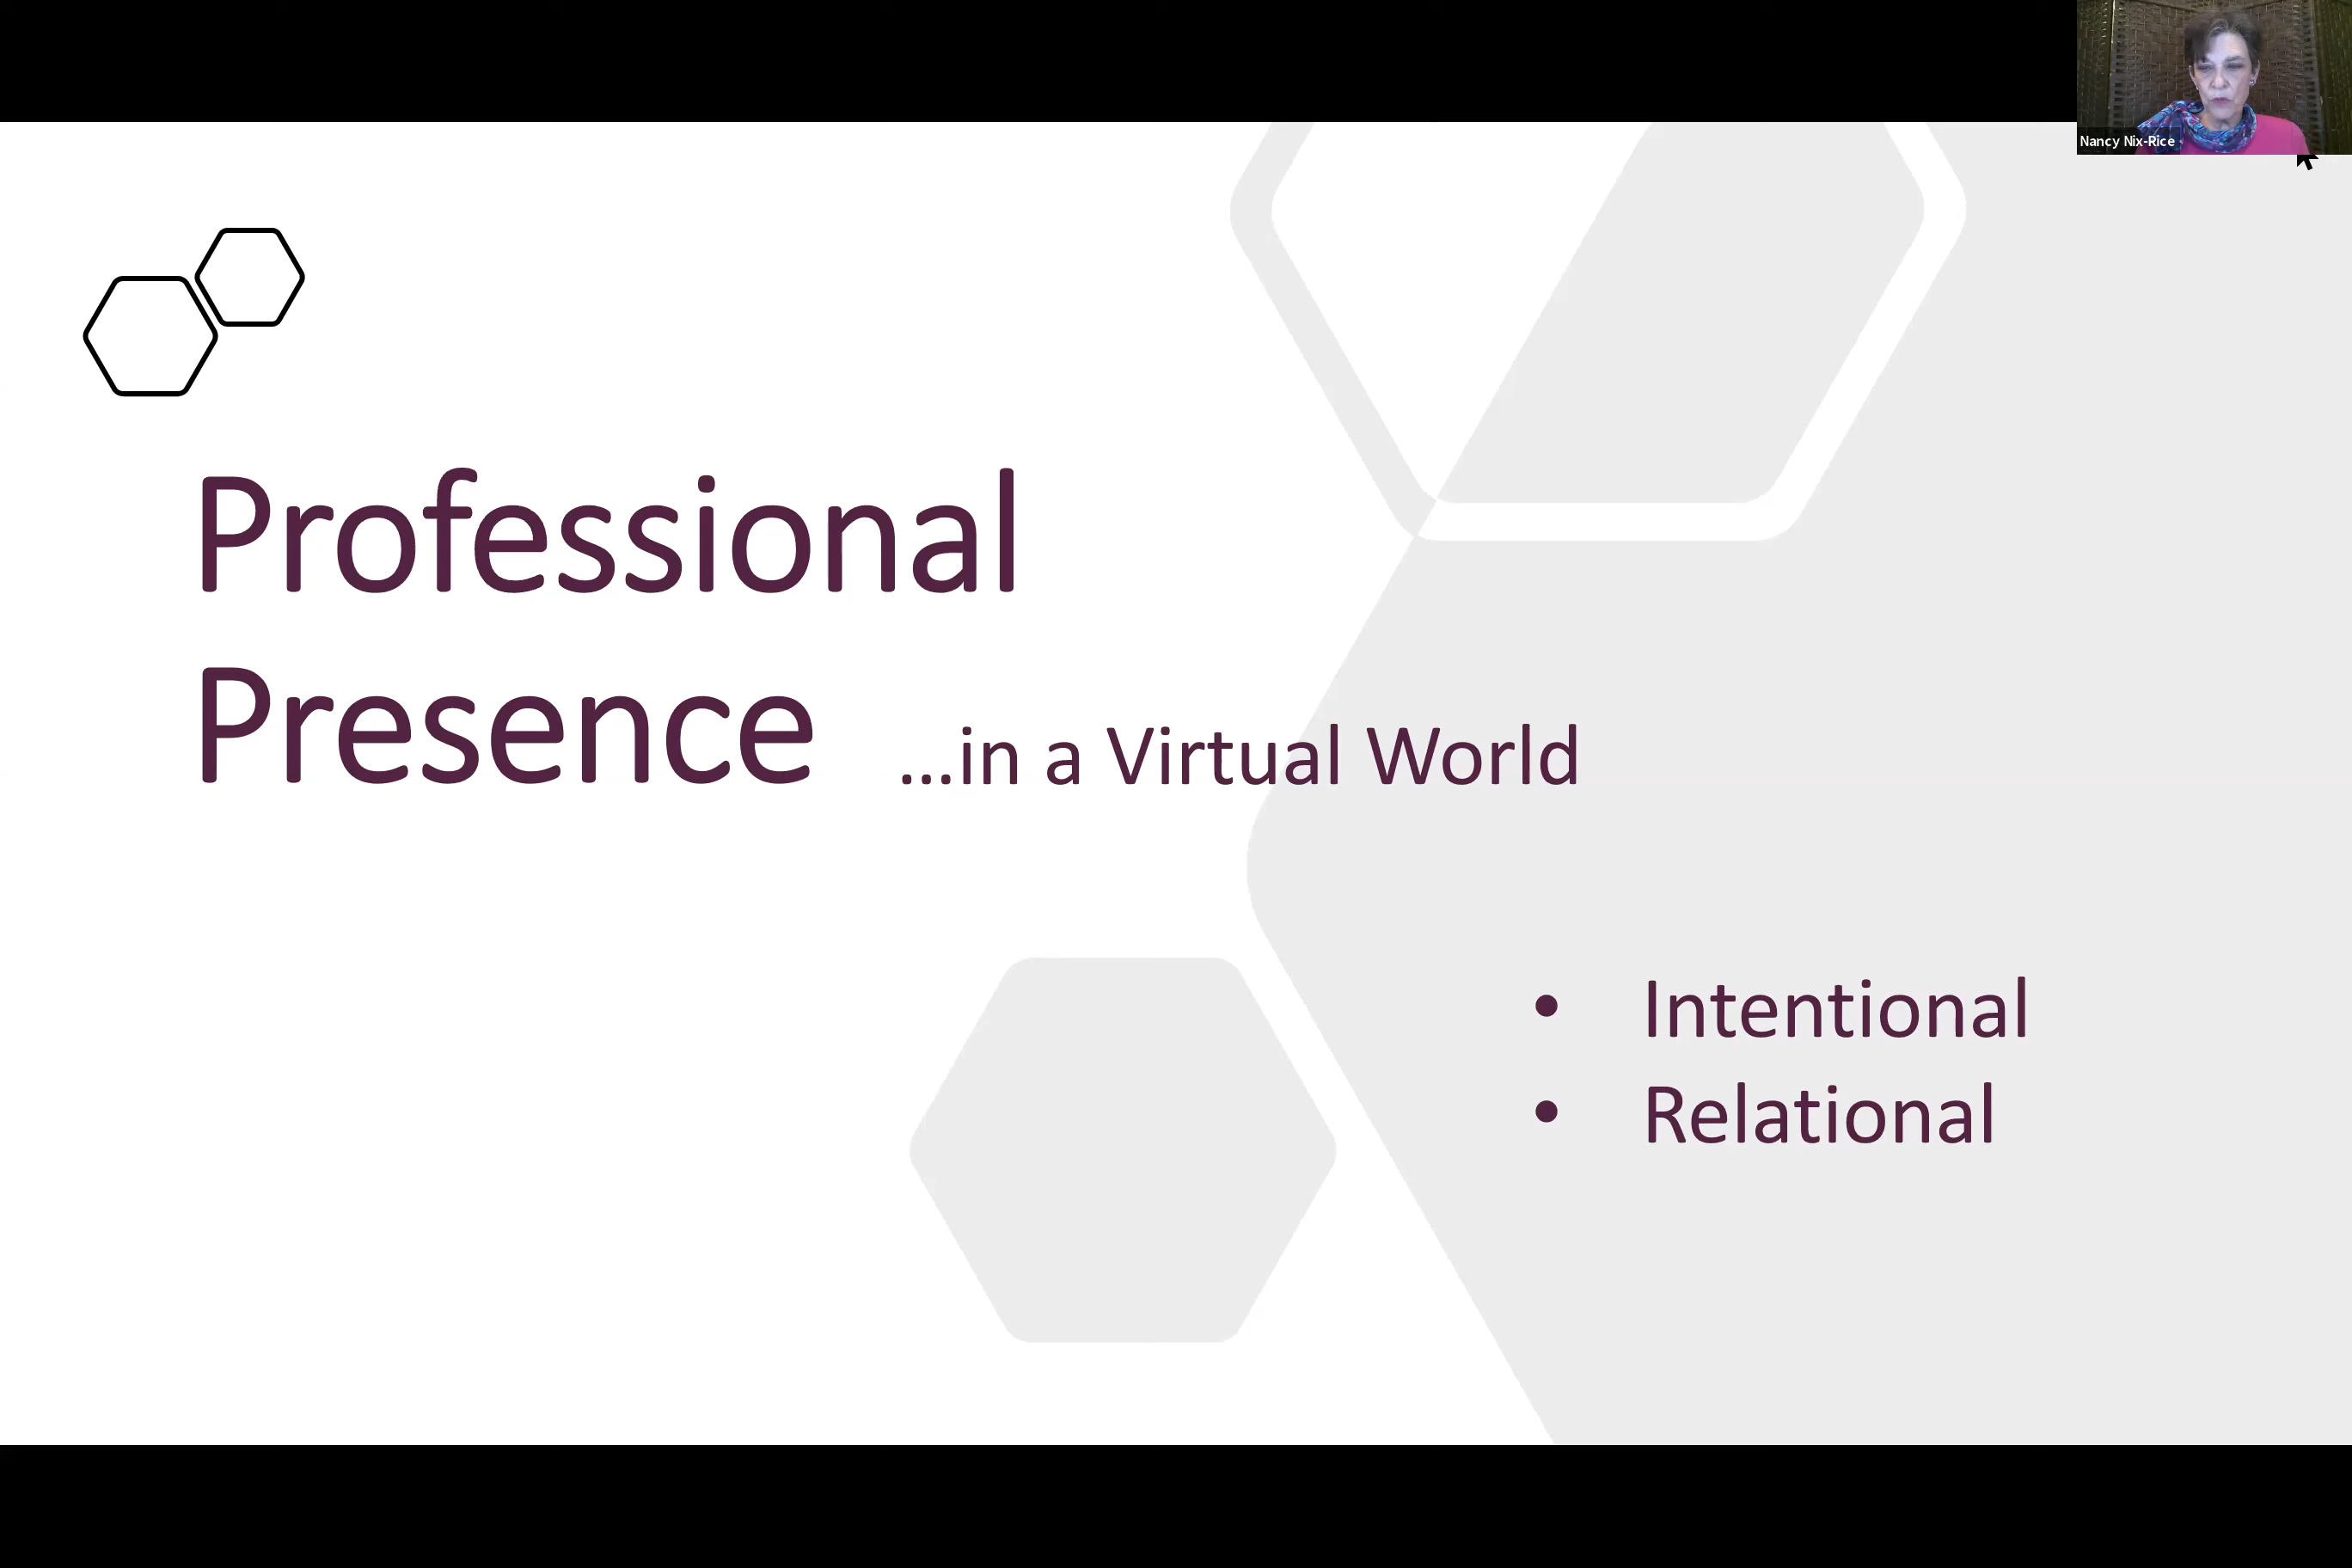 Nancy Nix-Rice
Professional
Presence ...in a Virtual World
• Intentional
• Relational